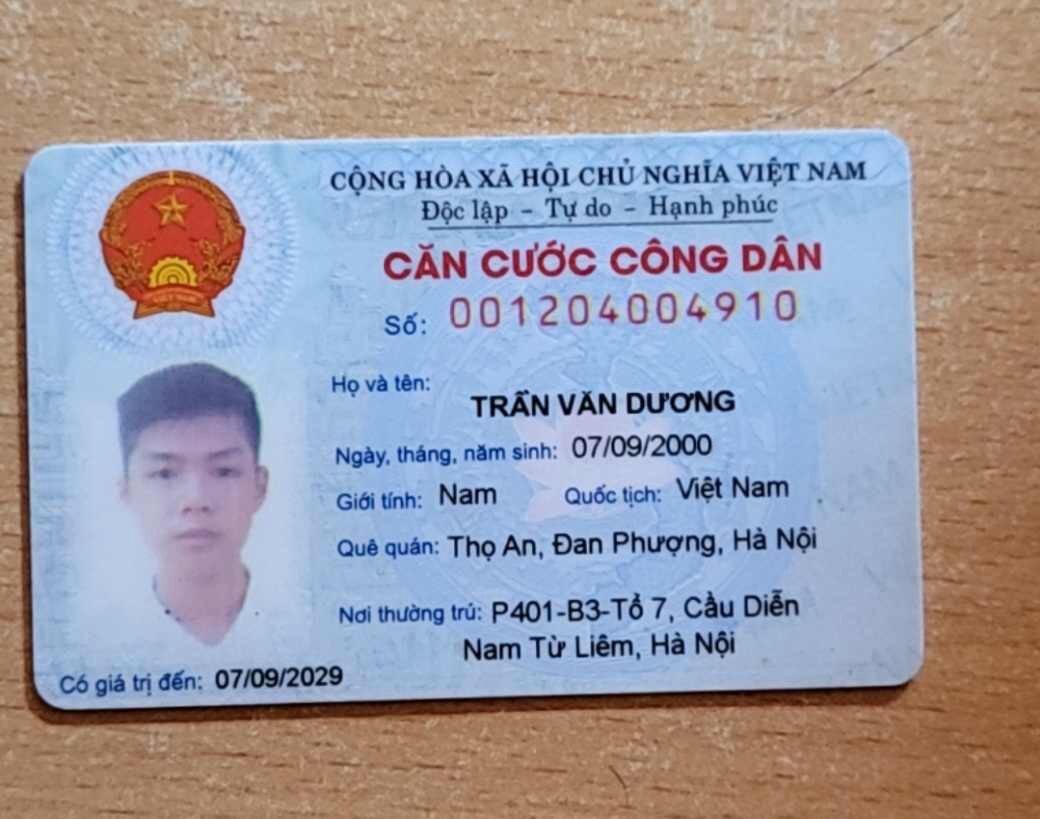 CỘNG HÒA XÃ HỘI CHỦ NGHĨA VIỆT NAM
Độc lập – Tự do – Hạnh phúc
CĂN CƯỚC CÔNG DÂN
Số: 001204004910
Họ và tên:
TRẦN VĂN DƯƠNG
Ngày, tháng, năm sinh: 07/09/2000
Giới tính: Nam Quốc tịch: Việt Nam
Quê quán: Thọ An, Đan Phượng, Hà Nội
Nơi thường trú: P401-B3-Tổ 7, Cầu Diễn
Nam Từ Liêm, Hà Nội
Có giá trị đến: 07/09/2029